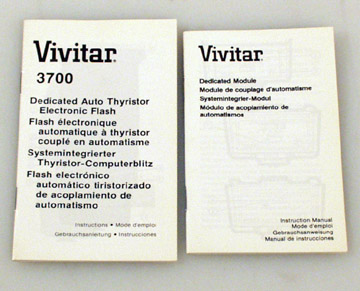 Vivitar®
3700
Dedicated Auto Thyristor
Electronic Flash
Flash électronique
automatique à thyristor
couplé en automatisme
Systemintegrierter
Thyristor-Computerblitz
Flash electrónico
automático tiristorizado
de acoplamiento de
automatismo
Instructions • Mode d'emploi
Gebrauchsanleitung • Instrucciones
Vivitar®
Dedicated Module
Module de couplage d'automatisme
Systemintegrier-Modul
Módulo de acoplamiento de
automatismos
Instruction Manual
Mode d'emploi
Gebrauchsanweisung
Manual de instrucciones